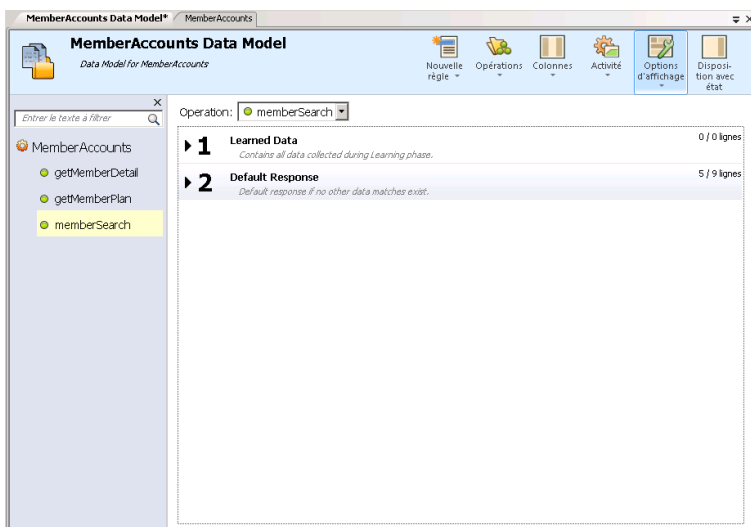 MemberAccounts Data Model*
MemberAccounts
MemberAccounts Data Model
Data Model for MemberAccounts
Nouvelle règle
Opérations
Colonnes
Activité
Options d'affichage
Disposi-
tion avec
état
Entrer le texte à filtrer
MemberAccounts
getMemberDetail
getMemberPlan
memberSearch
Operation: memberSearch
1 Learned Data 0 / 0 lignes
Contains all data collected during Learning phase.
2 Default Response 5 / 9 lignes
Default response if no other data matches exist.